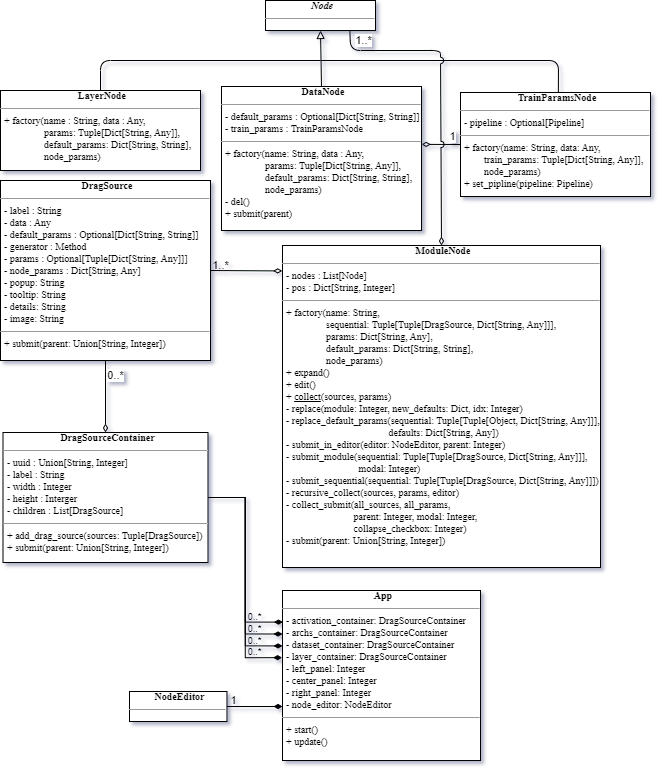 Node
1..*
LayerNode
+ factory(name : String, data : Any,
params: Tuple[Dict[String, Any]],
default_params: Dict[String, String],
node_params)
DataNode
- default_params : Optional[Dict[String, String]]
- train_params : TrainParamsNode
+ factory(name: String, data : Any,
params: Tuple[Dict[String, Any]],
default_params: Dict[String, String],
node_params)
- del()
+ submit(parent)
1
TrainParamsNode
- pipeline : Optional[Pipeline]
+ factory(name: String, data: Any,
train_params: Tuple[Dict[String, Any]],
node_params)
+ set_pipline(pipeline: Pipeline)
DragSource
- label : String
- data : Any
- default_params : Optional[Dict[String, String]]
- generator : Method
- params : Optional[Tuple[Dict[String, Any]]]
- node_params : Dict[String, Any]
- popup: String
- tooltip: String
- details: String
- image: String
+ submit(parent: Union[String, Integer])
1..*
0..*
ModuleNode
- nodes : List[Node]
- pos : Dict[String, Integer]
+ factory(name: String,
sequential: Tuple[Tuple[DragSource, Dict[String, Any]]],
params: Dict[String, Any],
default_params: Dict[String, String],
node_params)
+ expand()
+ edit()
+ collect(sources, params)
- replace(module: Integer, new_defaults: Dict, idx: Integer)
- replace_default_params(sequential: Tuple[Tuple[Object, Dict[String, Any]]],
defaults: Dict[String, Any])
- submit_in_editor(editor: NodeEditor, parent: Integer)
- submit_module(sequential: Tuple[Tuple[DragSource, Dict[String, Any]]],
modal: Integer)
- submit_sequential(sequential: Tuple[Tuple[DragSource, Dict[String, Any]]])
- recursive_collect(sources, params, editor)
- collect_submit(all_sources, all_params,
parent: Integer, modal: Integer,
collapse_checkbox: Integer)
- submit(parent: Union[String, Integer])
DragSourceContainer
- uuid : Union[String, Integer]
- label : String
- width : Integer
- height : Interger
- children : List[DragSource]
+ add_drag_source(sources: Tuple[DragSource])
+ submit(parent: Union[String, Integer])
0..*
0..*
0..*
0..*
App
- activation_container: DragSourceContainer
- archs_container: DragSourceContainer
- dataset_container: DragSourceContainer
- layer_container: DragSourceContainer
- left_panel: Integer
- center_panel: Integer
- right_panel: Integer
- node_editor: NodeEditor
+ start()
+ update()
NodeEditor
1